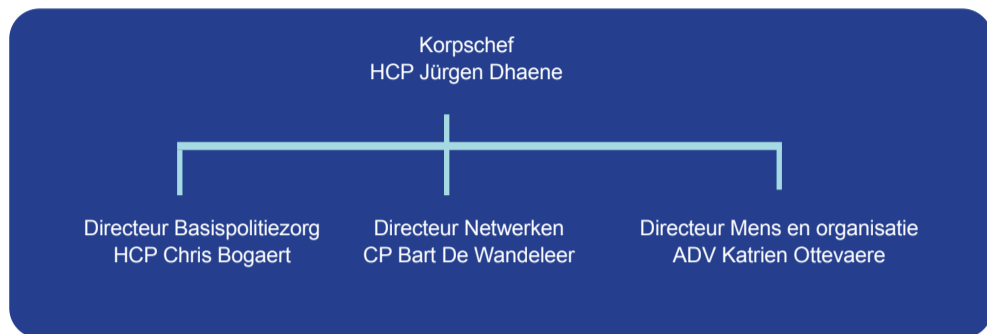 Korpschef
HCP Jürgen Dhaene
Directeur Basispolitiezorg
HCP Chris Bogaert
Directeur Netwerken
CP Bart De Wandeleer
Directeur Mens en organisatie
ADV Katrien Ottevaere